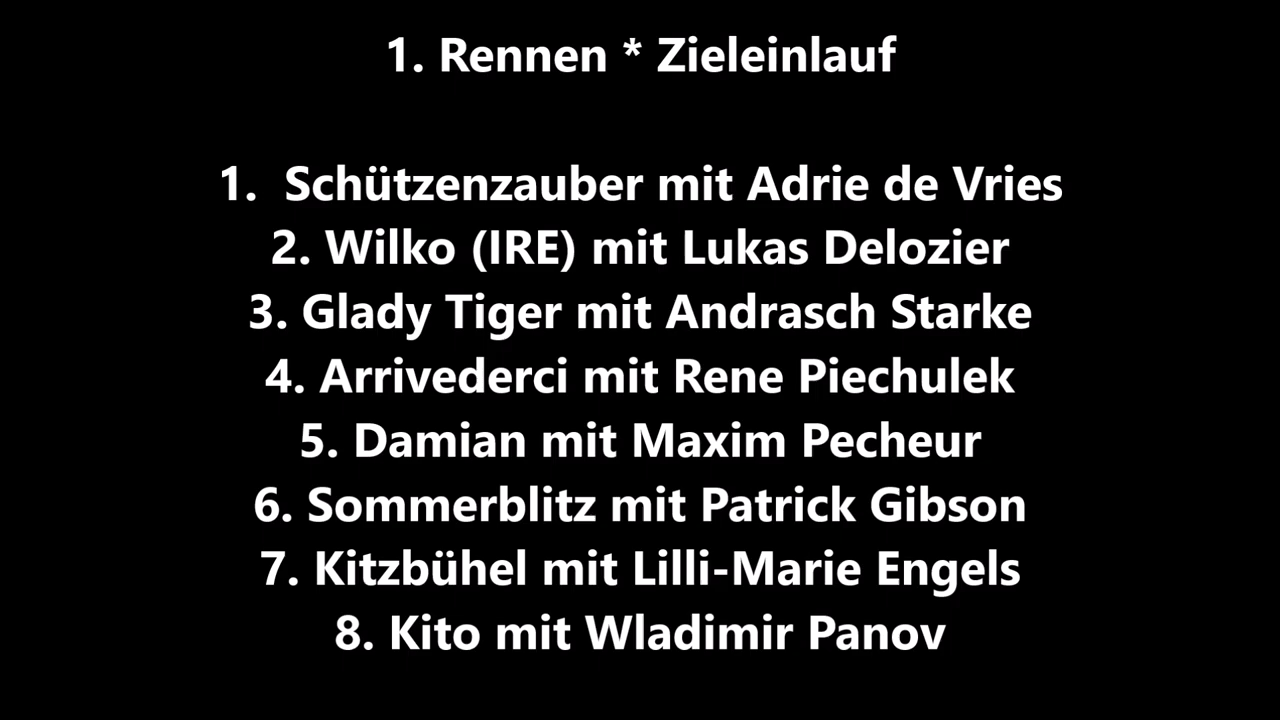 1. Rennen * Zieleinlauf
1. Schützenzauber mit Adrie de Vries
2. Wilko (IRE) mit Lukas Delozier
3. Glady Tiger mit Andrasch Starke
4. Arrivederci mit Rene Piechulek
5. Damian mit Maxim Pecheur
6. Sommerblitz mit Patrick Gibson
7. Kitzbühel mit Lilli-Marie Engels
8. Kito mit Wladimir Panov